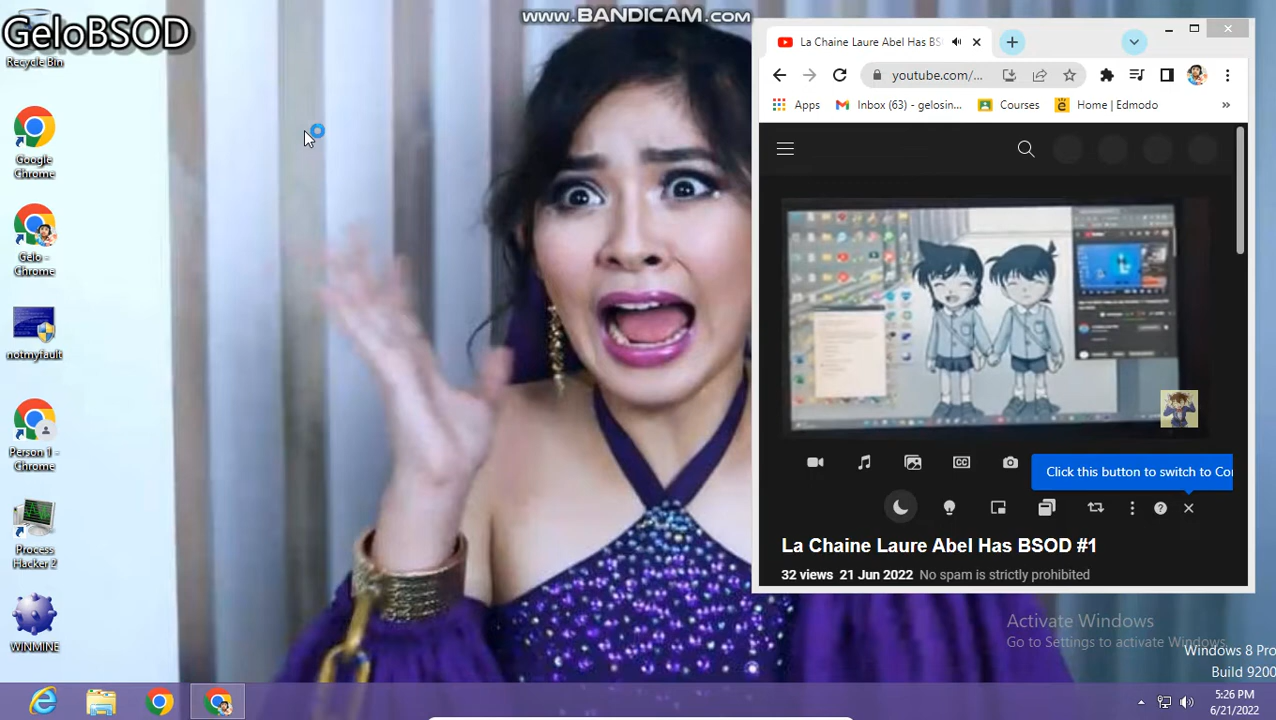 www.BANDICAM.com
GeloBSOD
Recycle Bin
Google
Chrome
Gelo -
Chrome
notmyfault
Person 1 -
Chrome
Process
Hacker 2
WINMINE
La Chaine Laure Abel Has BS
youtube.com/...
Apps
Inbox (63) - gelosin...
Courses
Home | Edmodo
»
CC
Click this button to switch to Co
La Chaine Laure Abel Has BSOD #1
32 views 21 Jun 2022 No spam is strictly prohibited
Activate Windows
Go to Settings to activate Windows.
Windows 8 Pro
Build 9200
5:26 PM
6/21/2022